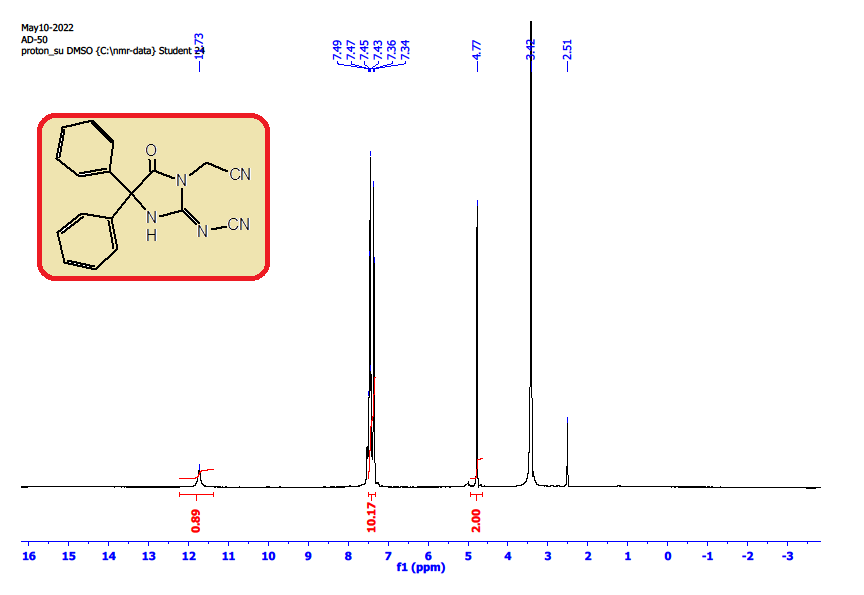 May10-2022
AD-50
proton_su DMSO {C:\nmr-data} Student 24
11.73
7.49
7.47
7.45
7.43
7.36
7.34
4.77
3.42
2.51
O
N
CN
N
H
N
CN
0.89
10.17
2.00
16 15 14 13 12 11 10 9 8 7 6 5 4 3 2 1 0 -1 -2 -3
f1 (ppm)